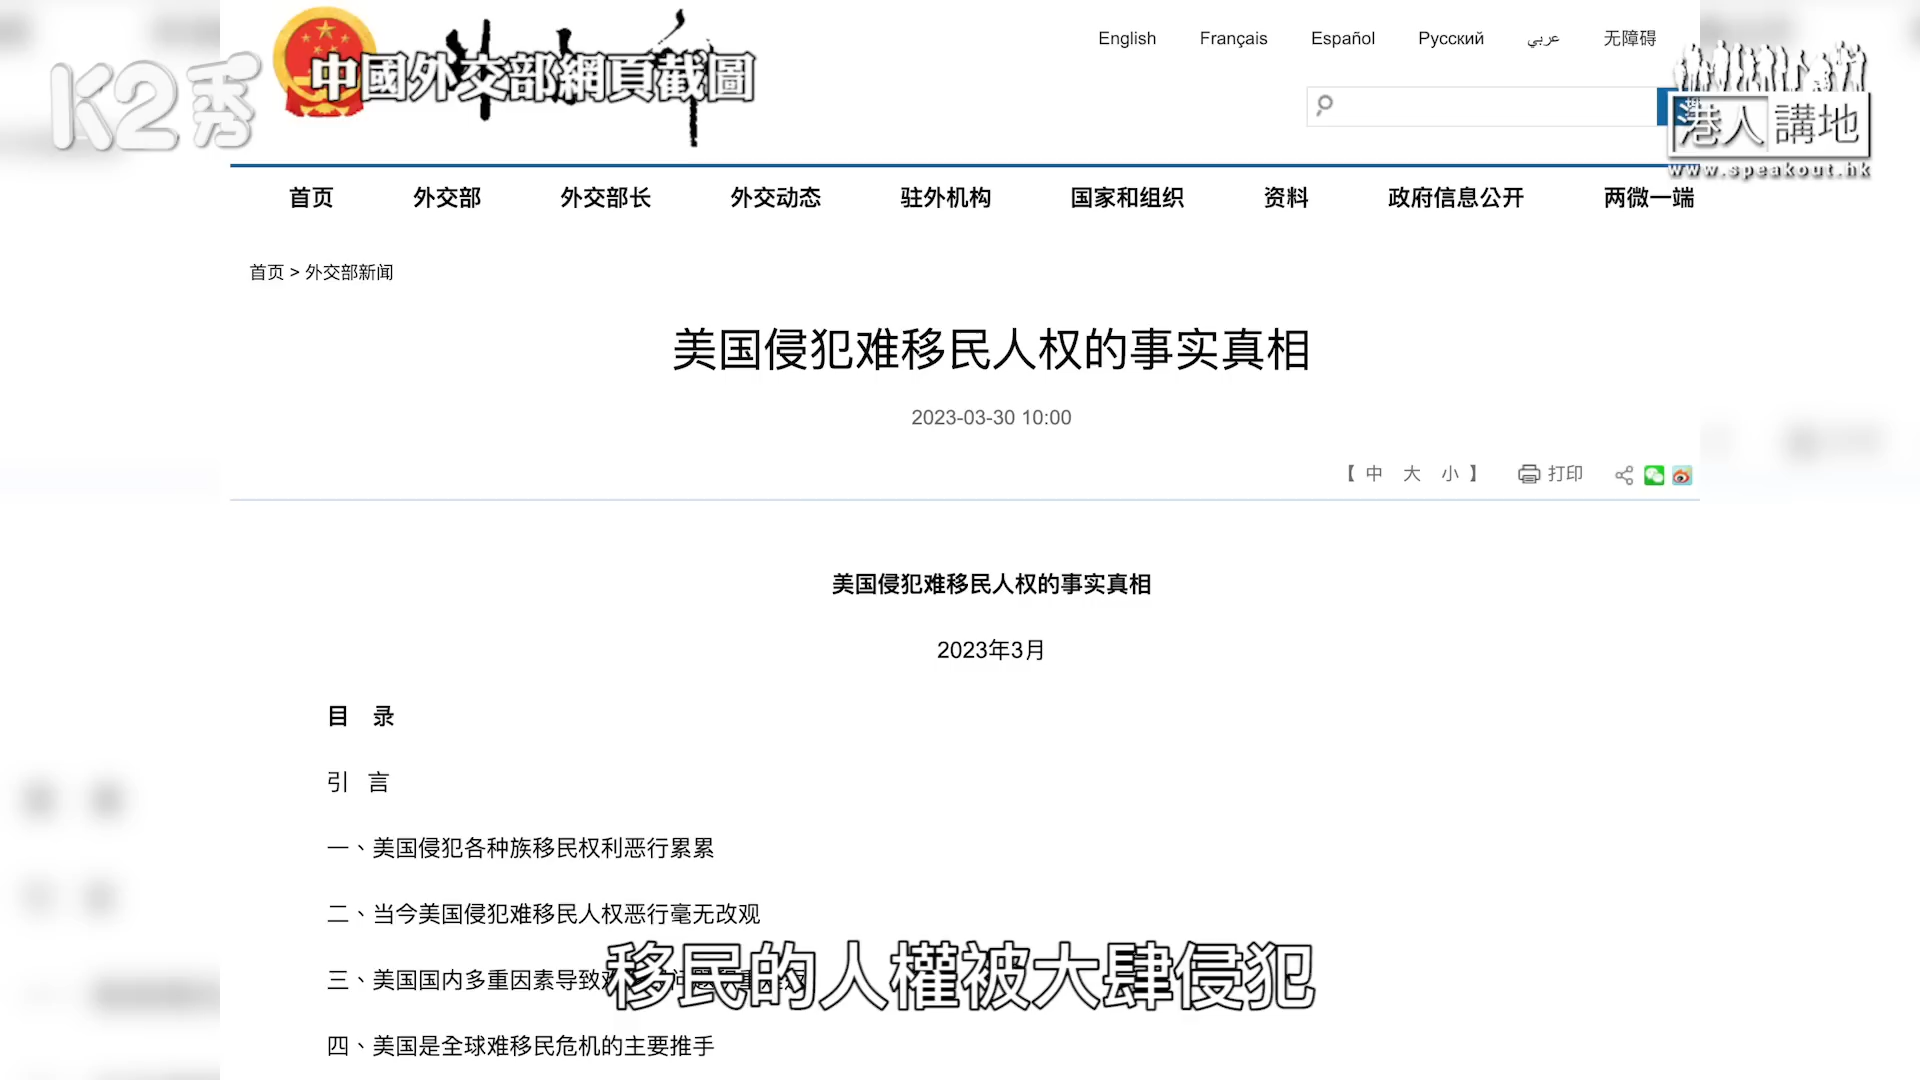 K2秀
中國外交部網頁截圖
English Français Español Русский عربي 无障碍
港人講地
www.speakout.hk
首页 外交部 外交部长 外交动态 驻外机构 国家和组织 资料 政府信息公开 两微一端
首页 > 外交部新闻
美国侵犯难移民人权的事实真相
2023-03-30 10:00
【 中 大 小 】 打印
美国侵犯难移民人权的事实真相
2023年3月
目 录
引 言
一、美国侵犯各种族移民权利恶行累累
二、当今美国侵犯难移民人权恶行毫无改观
三、美国国内多重因素导致
移民的人權被大肆侵犯
四、美国是全球难移民危机的主要推手